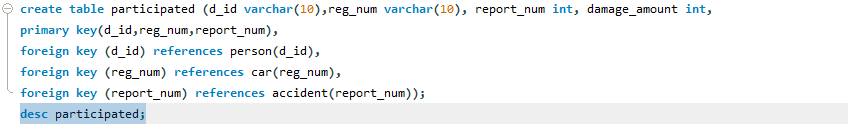 create table participated (d_id varchar(10),reg_num varchar(10), report_num int, damage_amount int,
primary key(d_id,reg_num,report_num),
foreign key (d_id) references person(d_id),
foreign key (reg_num) references car(reg_num),
foreign key (report_num) references accident(report_num));
desc participated;